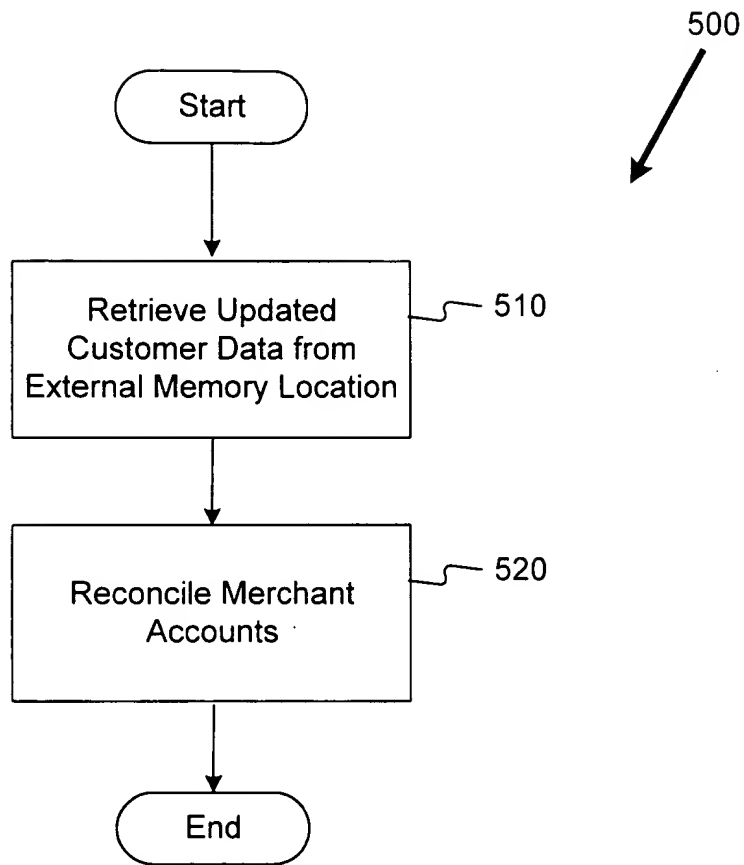 500
Start
Retrieve Updated
Customer Data from
External Memory Location
510
Reconcile Merchant
Accounts
520
End